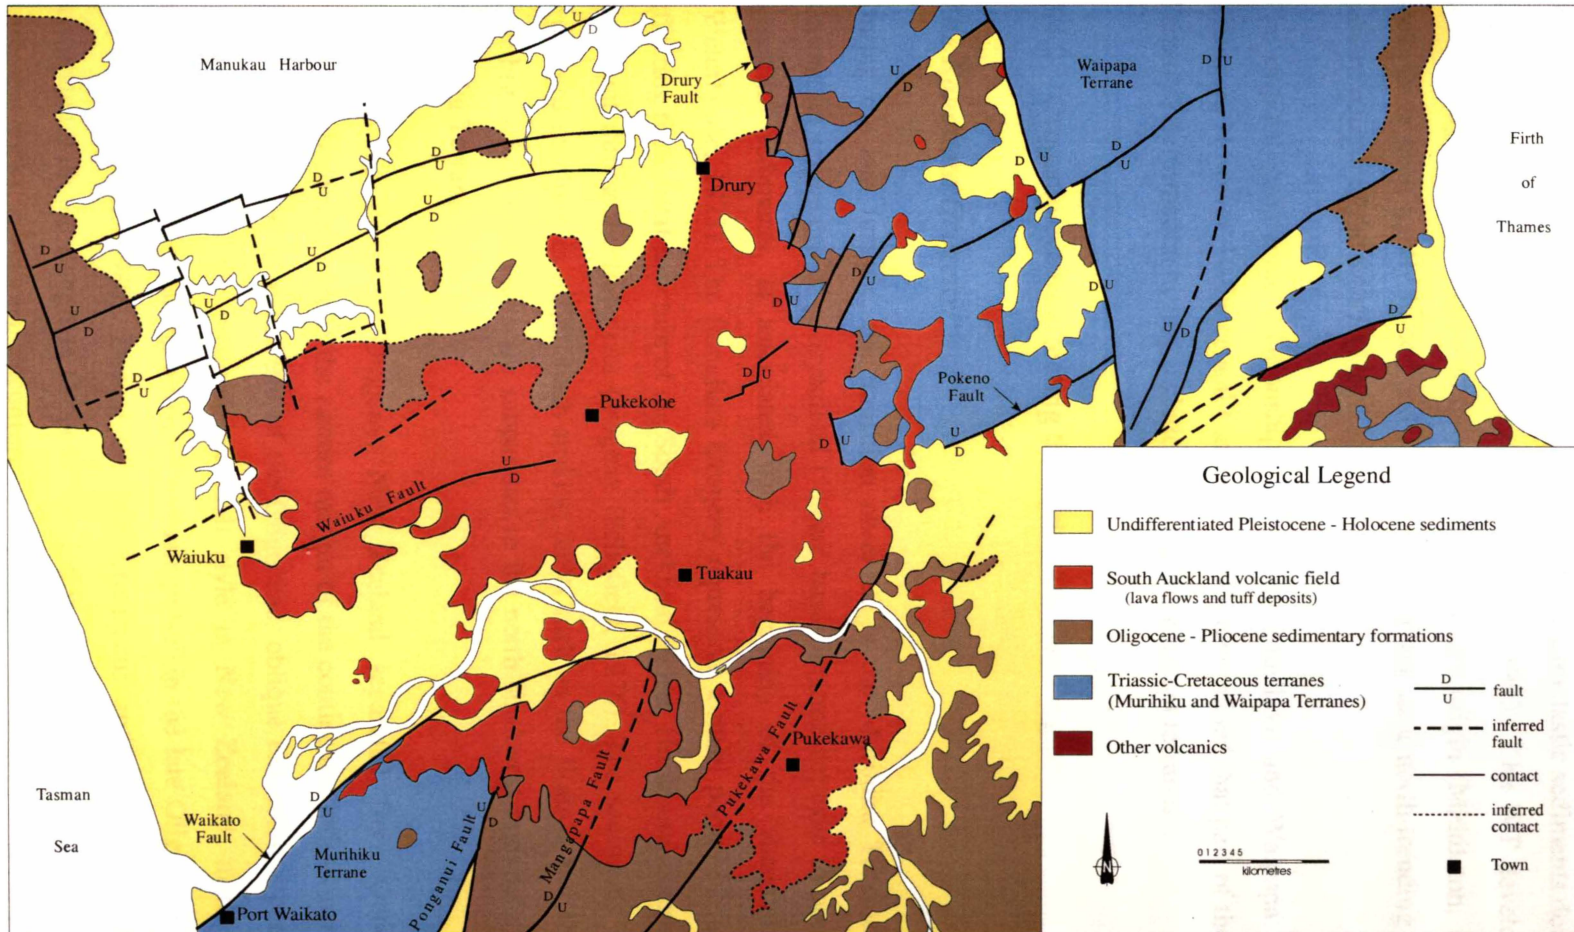 Manukau Harbour
Drury
Fault
Waipapa
Terrane
Firth
of
Thames
Drury
Pukekohe
Pokeno
Fault
Waiuku Fault
Waiuku
Tuakau
Pukekawa
Pukekawa Fault
Mangapapa Fault
Ponganui Fault
Tasman
Sea
Waikato
Fault
Murihiku
Terrane
Port Waikato
U
D
U
D
D
U
D
U
U
D
D
U
U
D
U
D
U
D
D
U
U
D
D
U
D
U
D
U
D
U
D
U
D
U
D
U
U
D
U
D
U
D
U
D
D
U
D
U
U
D
D
U
D
U
Geological Legend
Undifferentiated Pleistocene - Holocene sediments
South Auckland volcanic field
(lava flows and tuff deposits)
Oligocene - Pliocene sedimentary formations
Triassic-Cretaceous terranes
(Murihiku and Waipapa Terranes)
Other volcanics
D
U
fault
inferred
fault
contact
inferred
contact
Town
N
0 1 2 3 4 5
kilometres